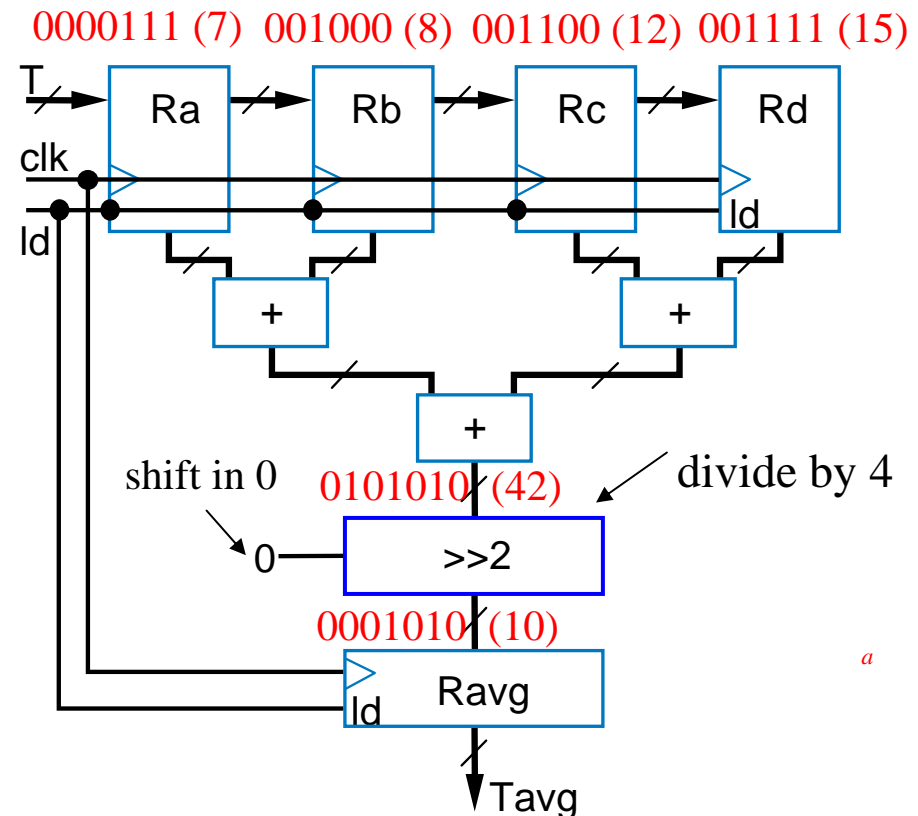 0000111 (7) 001000 (8) 001100 (12) 001111 (15)
T
Ra Rb Rc Rd
clk
ld
ld
+ +
+
shift in 0
0101010 (42)
divide by 4
0
>>2
0001010 (10)
a
Ravg
ld
Tavg